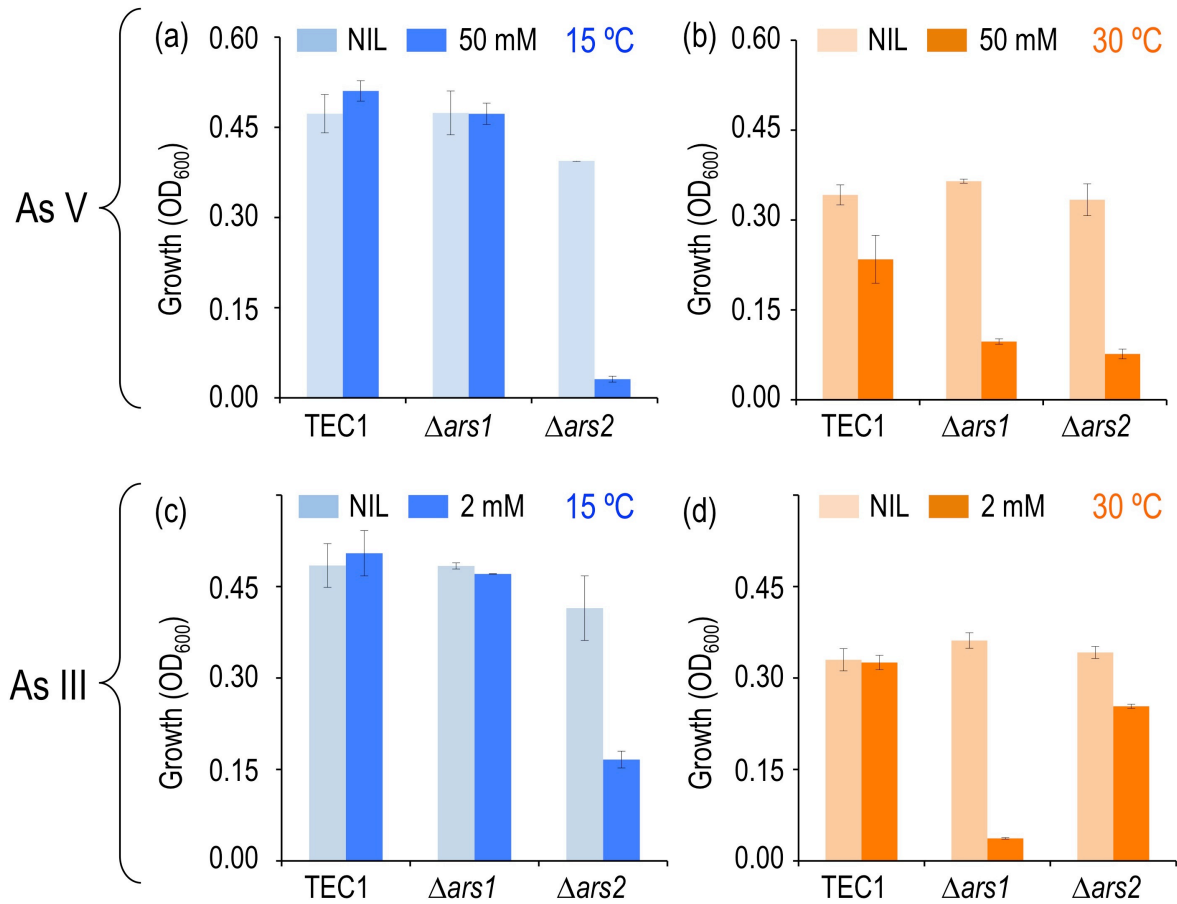 (a) NIL 50 mM 15 ºC
0.60
0.45
0.30
0.15
0.00
Growth (OD600)
TEC1 Δars1 Δars2
(b) NIL 50 mM 30 ºC
0.60
0.45
0.30
0.15
0.00
Growth (OD600)
TEC1 Δars1 Δars2
As V
(c) NIL 2 mM 15 ºC
0.45
0.30
0.15
0.00
Growth (OD600)
TEC1 Δars1 Δars2
(d) NIL 2 mM 30 ºC
0.45
0.30
0.15
0.00
Growth (OD600)
TEC1 Δars1 Δars2
As III